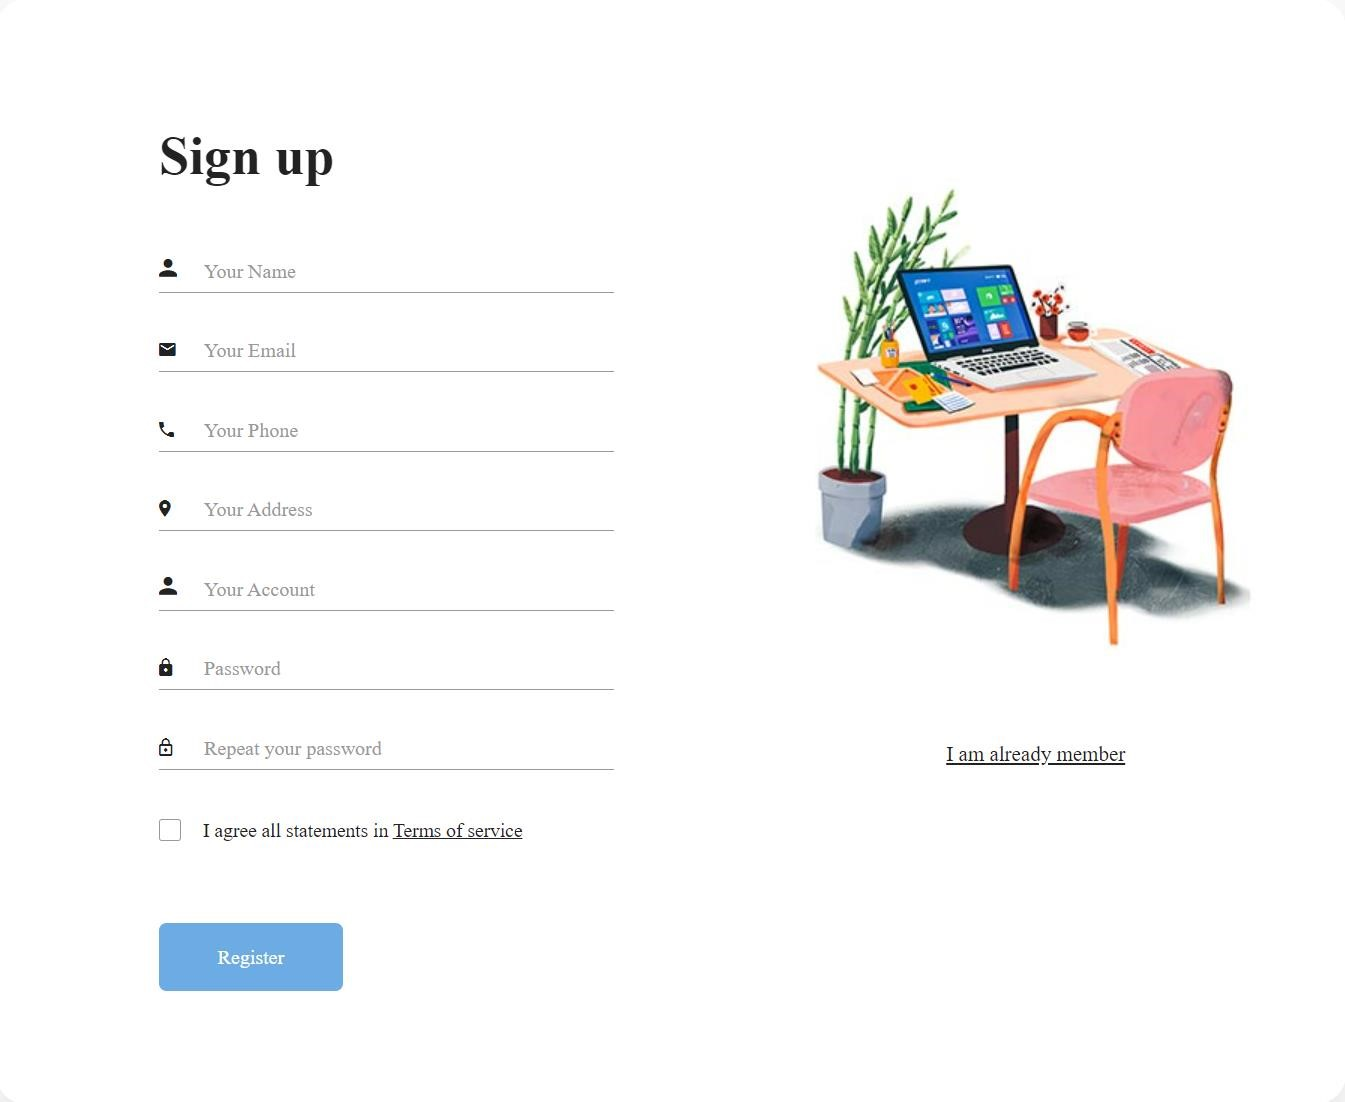 Sign up
Your Name
Your Email
Your Phone
Your Address
Your Account
Password
Repeat your password
I agree all statements in Terms of service
Register
I am already member